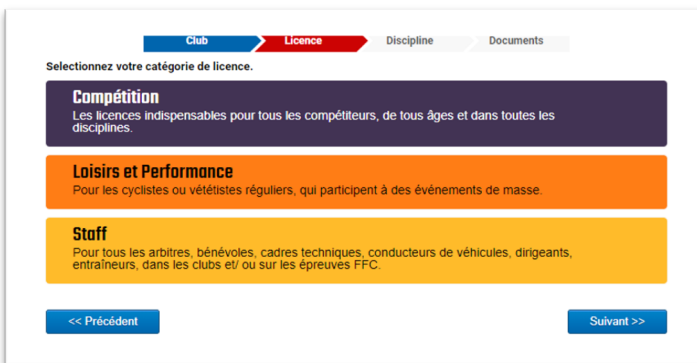 Club Licence Discipline Documents
Selectionnez votre catégorie de licence.
Compétition
Les licences indispensables pour tous les compétiteurs, de tous âges et dans toutes les
disciplines.
Loisirs et Performance
Pour les cyclistes ou vététistes réguliers, qui participent à des événements de masse.
Staff
Pour tous les arbitres, bénévoles, cadres techniques, conducteurs de véhicules, dirigeants,
entraîneurs, dans les clubs et/ ou sur les épreuves FFC.
<< Précédent Suivant >>